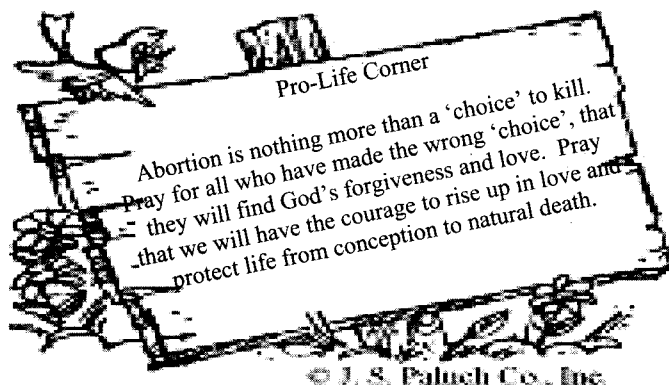 Pro-Life Corner
Abortion is nothing more than a ‘choice’ to kill.
Pray for all who have made the wrong ‘choice’, that
they will find God’s forgiveness and love.  Pray
that we will have the courage to rise up in love and
protect life from conception to natural death.
© J. S. Paluch Co., Inc.